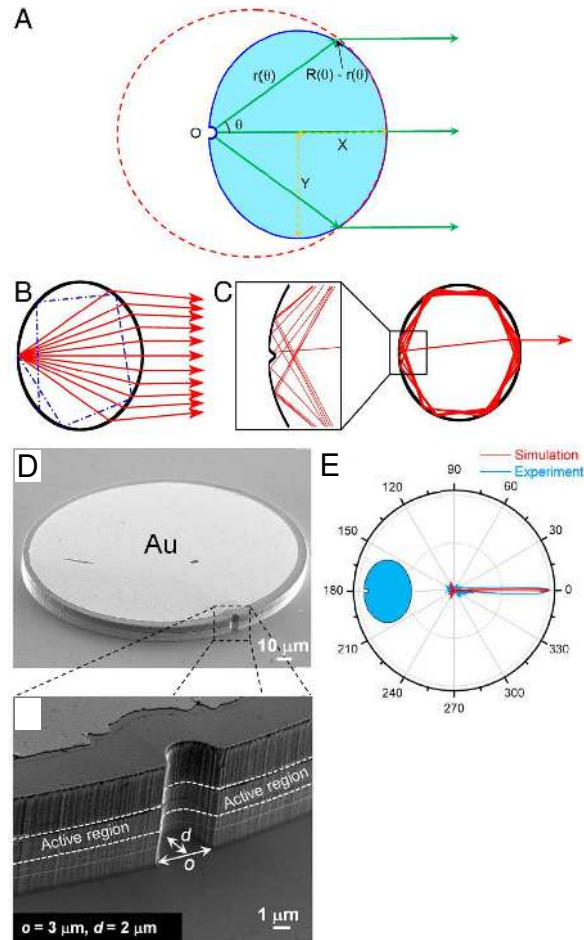 A
r(θ)
R(θ) - r(θ)
O
θ
X
Y
B
C
D
Au
10 μm
E
Simulation
Experiment
90
120
60
150
30
180
0
210
330
240
300
270
Active region
Active region
d
o
o = 3 μm, d = 2 μm
1 μm